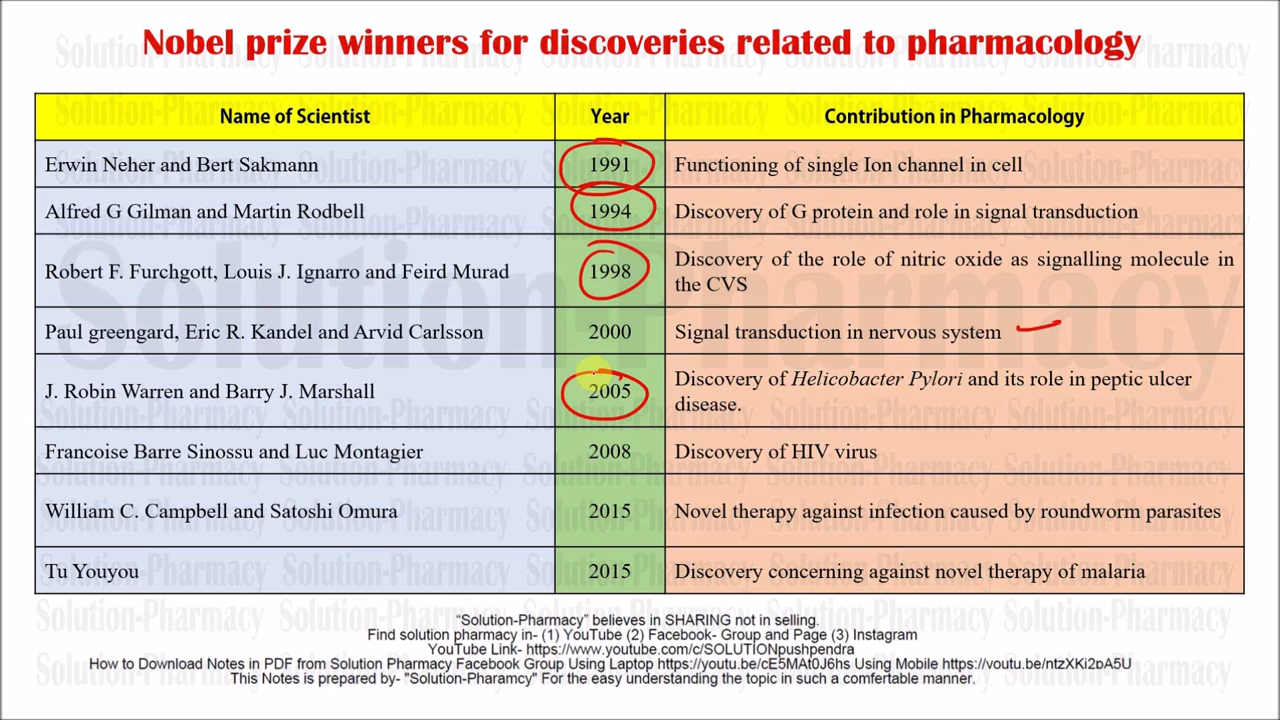 Nobel prize winners for discoveries related to pharmacology
Name of Scientist Year Contribution in Pharmacology
Erwin Neher and Bert Sakmann 1991 Functioning of single Ion channel in cell
Alfred G Gilman and Martin Rodbell 1994 Discovery of G protein and role in signal transduction
Robert F. Furchgott, Louis J. Ignarro and Feird Murad 1998 Discovery of the role of nitric oxide as signalling molecule in
the CVS
Paul greengard, Eric R. Kandel and Arvid Carlsson 2000 Signal transduction in nervous system
J. Robin Warren and Barry J. Marshall 2005 Discovery of Helicobacter Pylori and its role in peptic ulcer
disease.
Francoise Barre Sinossu and Luc Montagier 2008 Discovery of HIV virus
William C. Campbell and Satoshi Omura 2015 Novel therapy against infection caused by roundworm parasites
Tu Youyou 2015 Discovery concerning against novel therapy of malaria
"Solution-Pharmacy" believes in SHARING not in selling.
Find solution pharmacy in- (1) YouTube (2) Facebook- Group and Page (3) Instagram
YouTube Link- https://www.youtube.com/c/SOLUTIONpushpendra
How to Download Notes in PDF from Solution Pharmacy Facebook Group Using Laptop https://youtu.be/cE5MAt0J6hs Using Mobile https://youtu.be/ntzXKi2bA5U
This Notes is prepared by- "Solution-Pharamcy" For the easy understanding the topic in such a comfertable manner.
Solution-Pharmacy